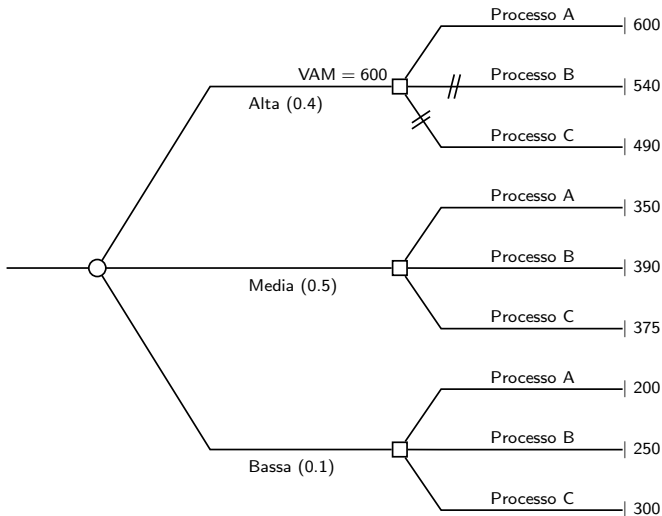 Processo A
600
VAM = 600
Processo B
540
Alta (0.4)
Processo C
490
Processo A
350
Processo B
390
Media (0.5)
Processo C
375
Processo A
200
Processo B
250
Bassa (0.1)
Processo C
300